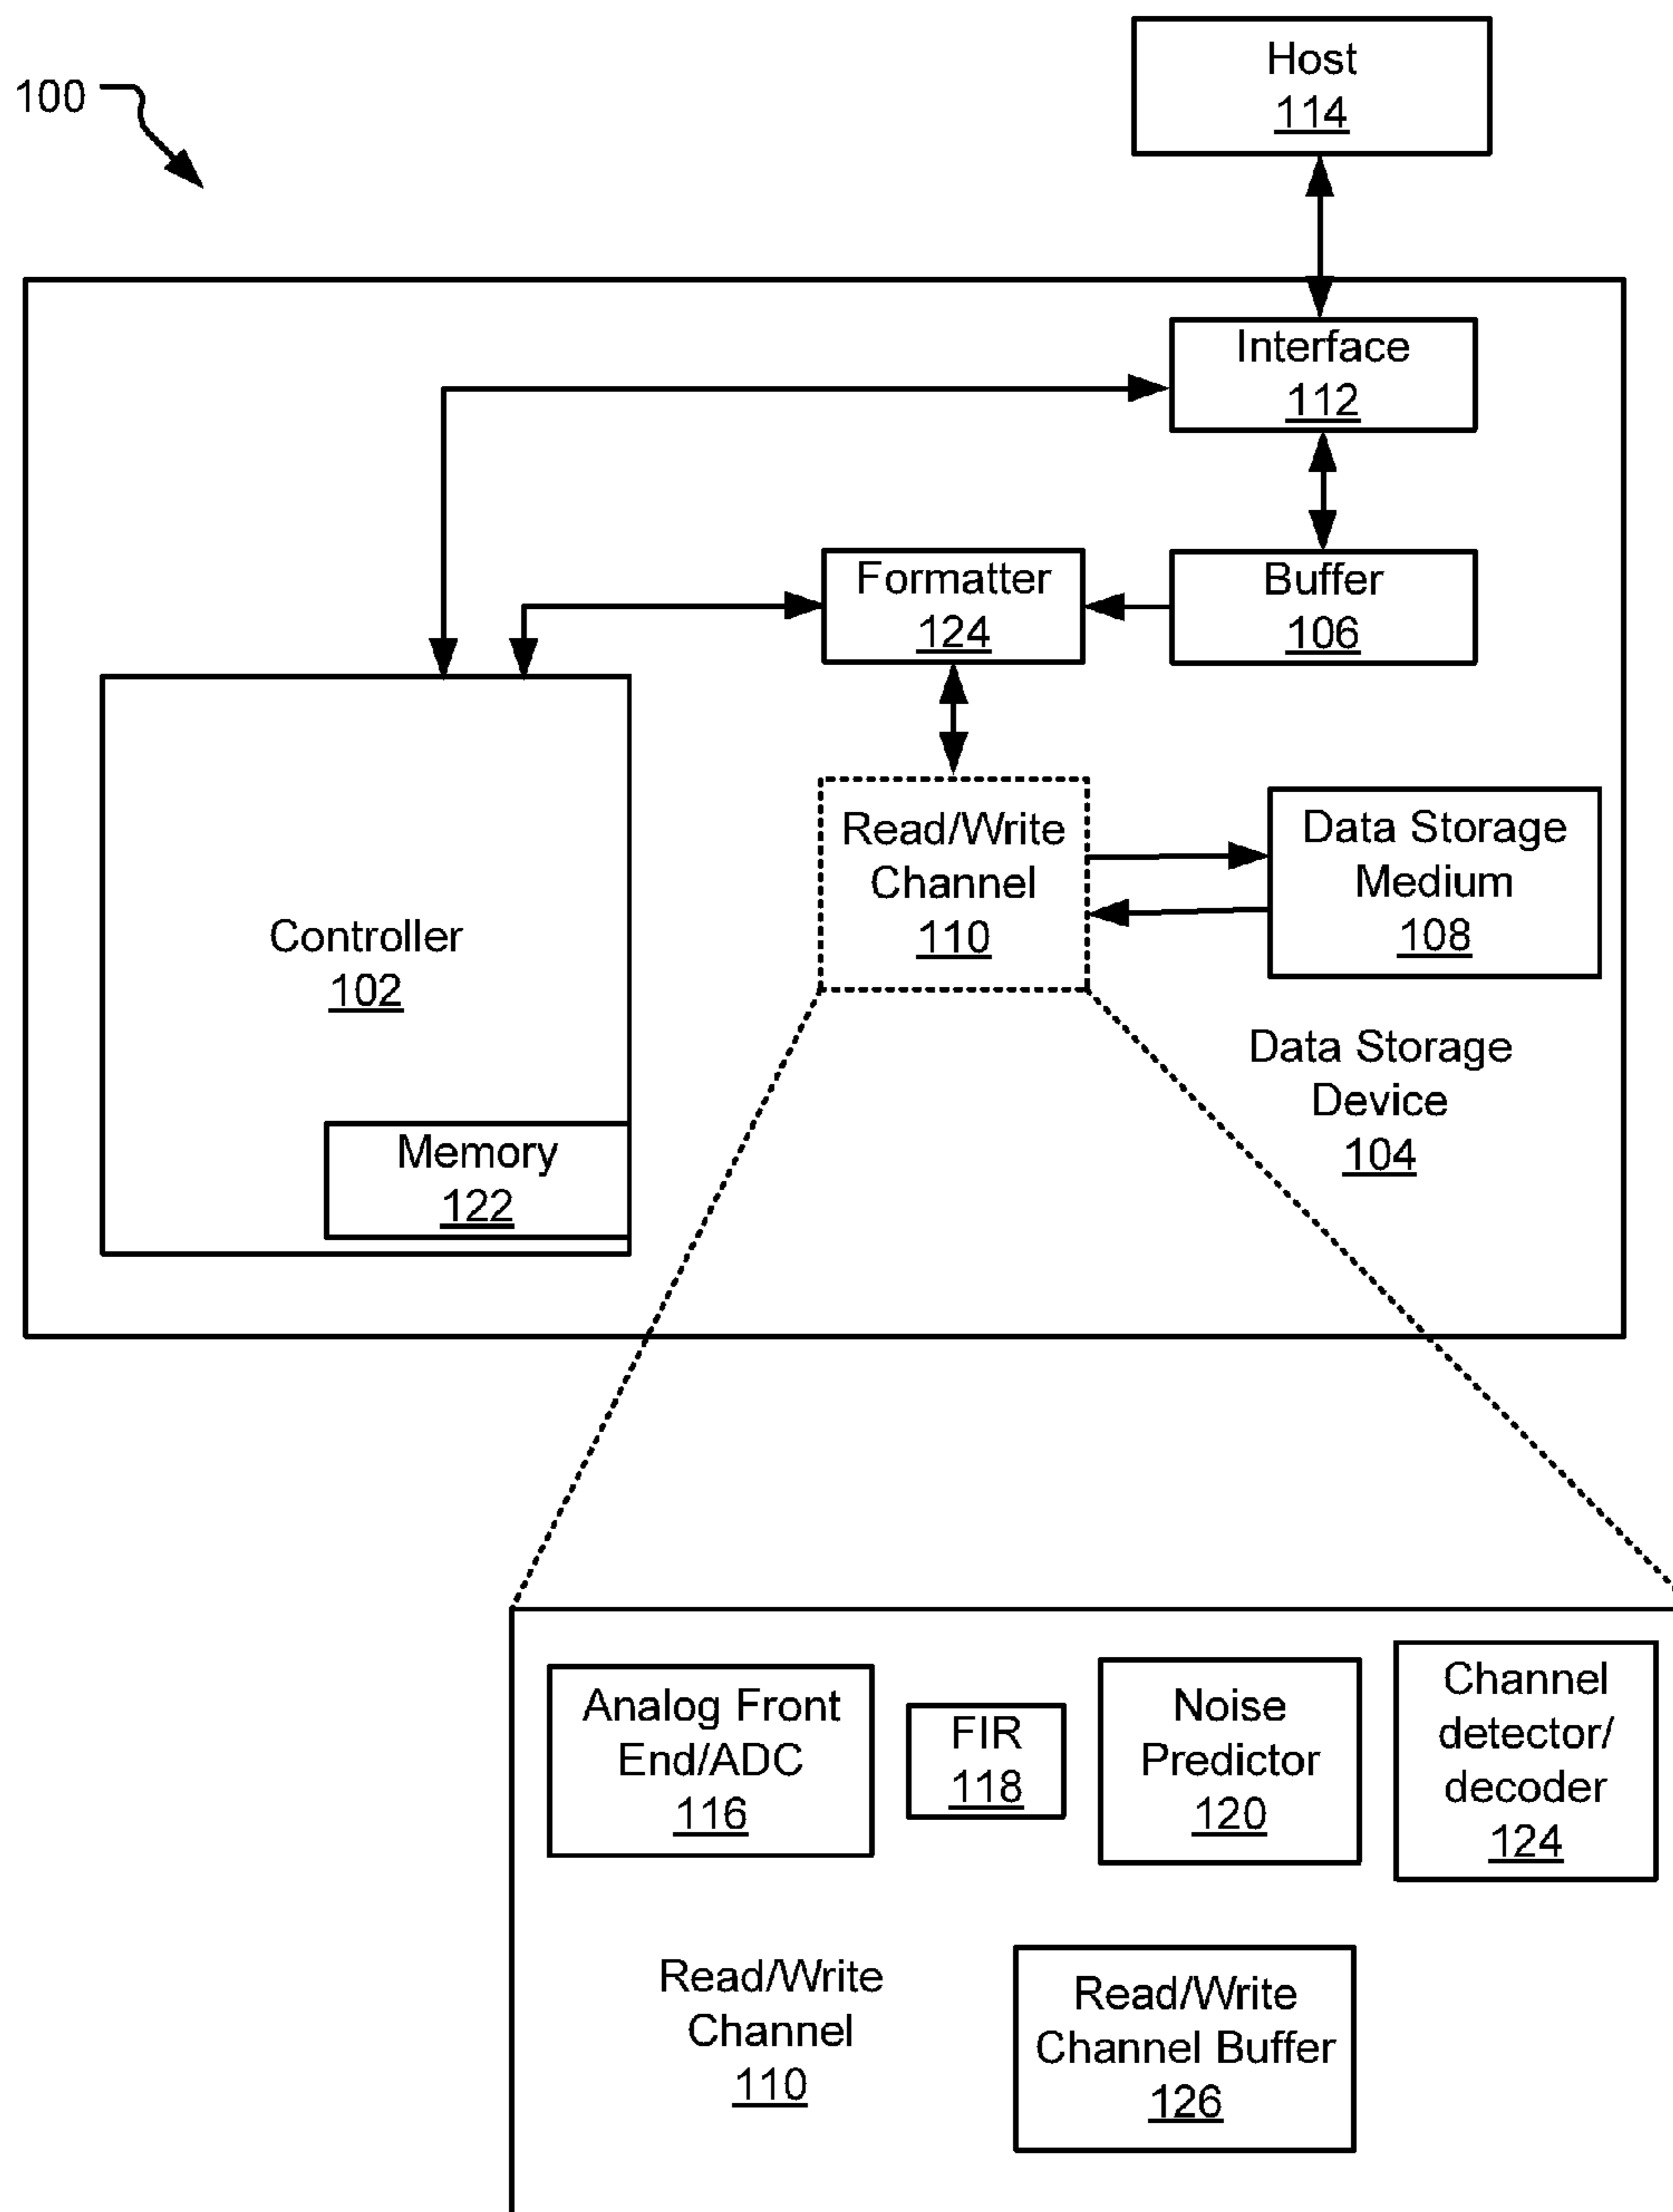 100
Host
114
Interface
112
Formatter
124
Buffer
106
Controller
102
Memory
122
Read/Write
Channel
110
Data Storage
Medium
108
Data Storage
Device
104
Analog Front
End/ADC
116
FIR
118
Noise
Predictor
120
Channel
detector/
decoder
124
Read/Write
Channel
110
Read/Write
Channel Buffer
126